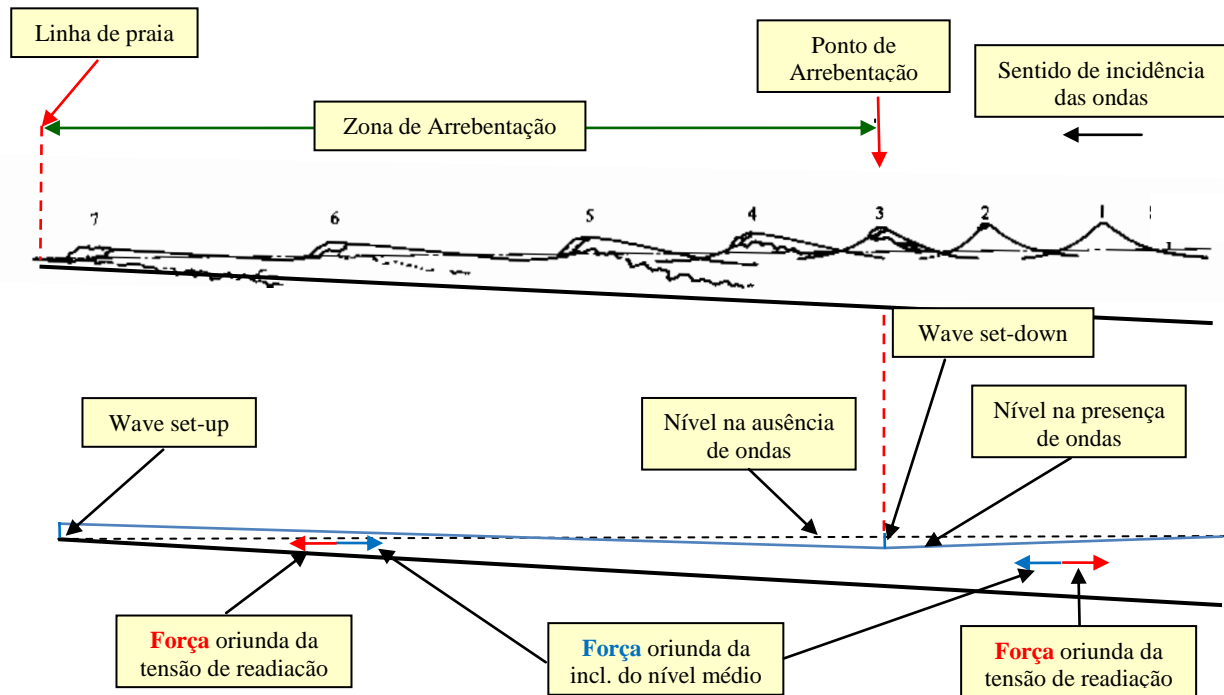 Linha de praia
Ponto de
Arrebentação
Sentido de incidência
das ondas
Zona de Arrebentação
7
6
5
4
3
2
1
Wave set-down
Wave set-up
Nível na ausência
de ondas
Nível na presença
de ondas
Força oriunda da
tensão de readiacão
Força oriunda da
incl. do nível médio
Força oriunda da
tensão de readiação